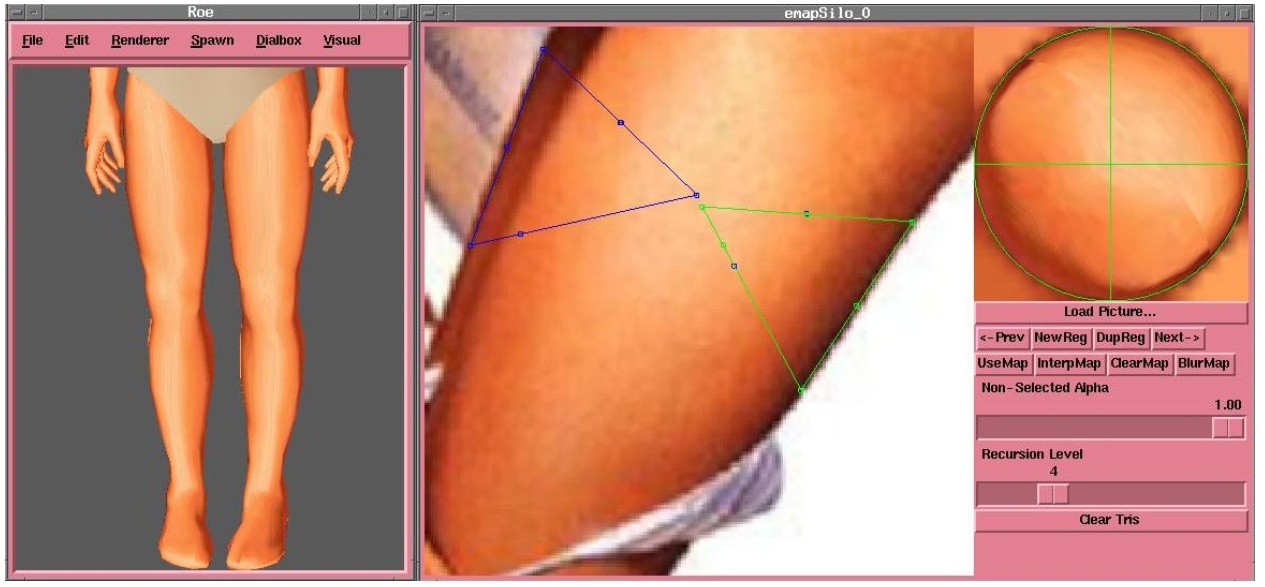 Roe
File Edit Renderer Spawn Dialbox Visual
emapSilo_0
Load Picture...
<-Prev NewReg DupReg Next->
UseMap InterpMap ClearMap BlurMap
Non-Selected Alpha
1.00
Recursion Level
4
Clear Tris